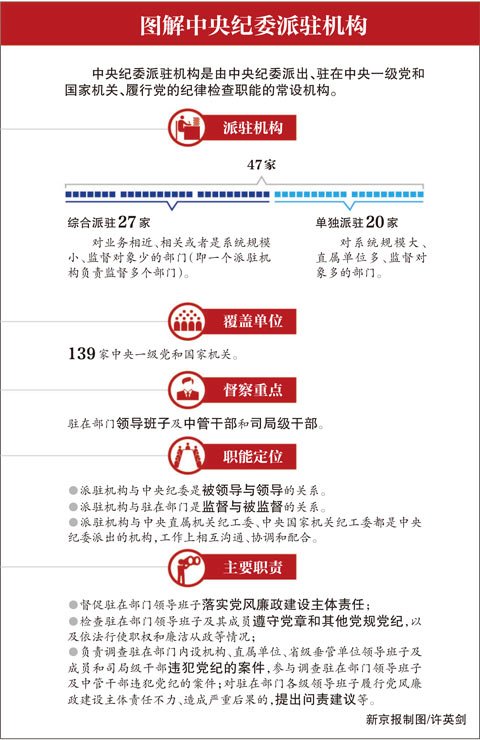 图解中央纪委派驻机构
中央纪委派驻机构是由中央纪委派出、驻在中央一级党和
国家机关、履行党的纪律检查职能的常设机构。
派驻机构
47家
综合派驻27家
对业务相近、相关或者是系统规模
小、监督对象少的部门(即一个派驻机
构负责监督多个部门)。
单独派驻20家
对系统规模大、
直属单位多、监督对
象多的部门。
覆盖单位
139家中央一级党和国家机关。
督察重点
驻在部门领导班子及中管干部和司局级干部。
职能定位
●派驻机构与中央纪委是被领导与领导的关系。
●派驻机构与驻在部门是监督与被监督的关系。
●派驻机构与中央直属机关纪工委、中央国家机关纪工委都是中央
纪委派出的机构,工作上相互沟通、协调和配合。
主要职责
●督促驻在部门领导班子落实党风廉政建设主体责任;
●检查驻在部门领导班子及其成员遵守党章和其他党规党纪,以
及依法行使职权和廉洁从政等情况;
●负责调查驻在部门内设机构、直属单位、省级垂管单位领导班子及
成员和司局级干部违犯党纪的案件,参与调查驻在部门领导班子
及中管干部违犯党纪的案件;对驻在部门各级领导班子履行党风廉
政建设主体责任不力、造成严重后果的,提出问责建议等。
新京报制图/许英剑